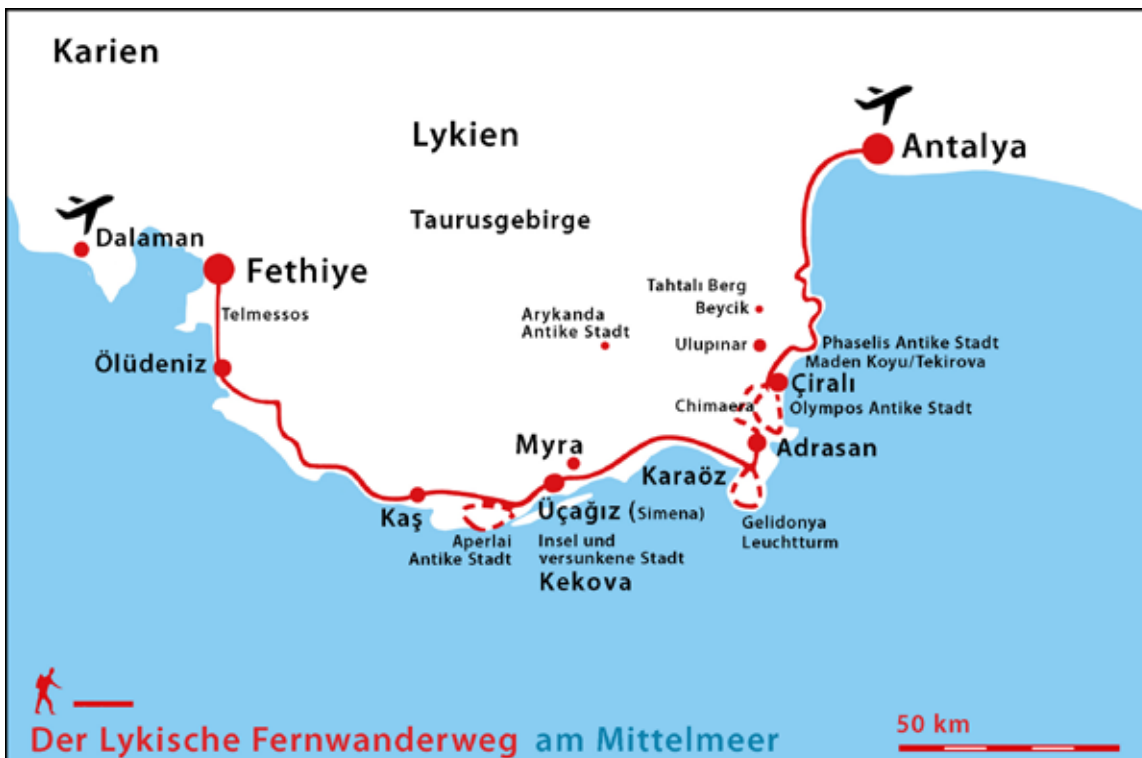 Karien
Lykien
Antalya
Taurusgebirge
Dalaman
Fethiye
Telmessos
Tahtalı Berg
Beycik
Arykanda
Antike Stadt
Ulupınar
Phaselis Antike Stadt
Maden Koyu/Tekirova
Ölüdeniz
Çiralı
Chimaera
Olympos Antike Stadt
Myra
Adrasan
Karaöz
Kaş
Üçağız (Simena)
Gelidonya
Leuchtturm
Aperlai
Antike Stadt
Insel und
versunkene Stadt
Kekova
50 km
Der Lykische Fernwanderweg am Mittelmeer